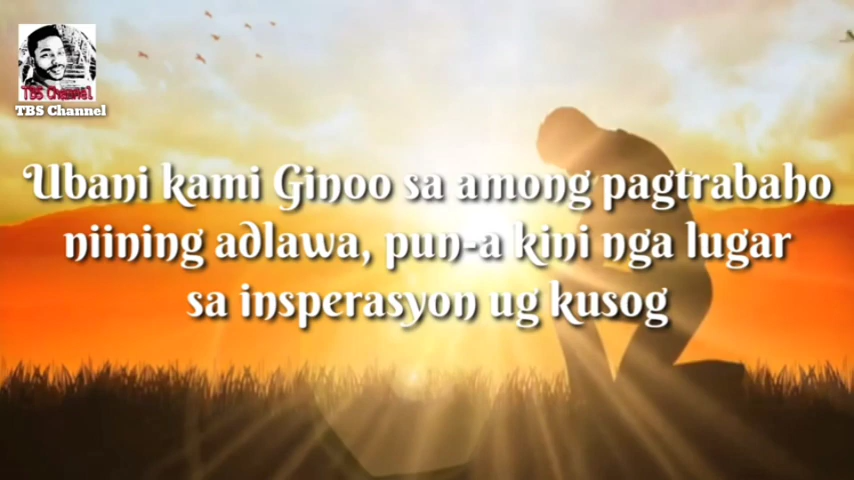 TBS Channel
TBS Channel
Ubani kami Ginoo sa among pagtrabaho
niining adlawa, pun-a kini nga lugar
sa insperasyon ug kusog